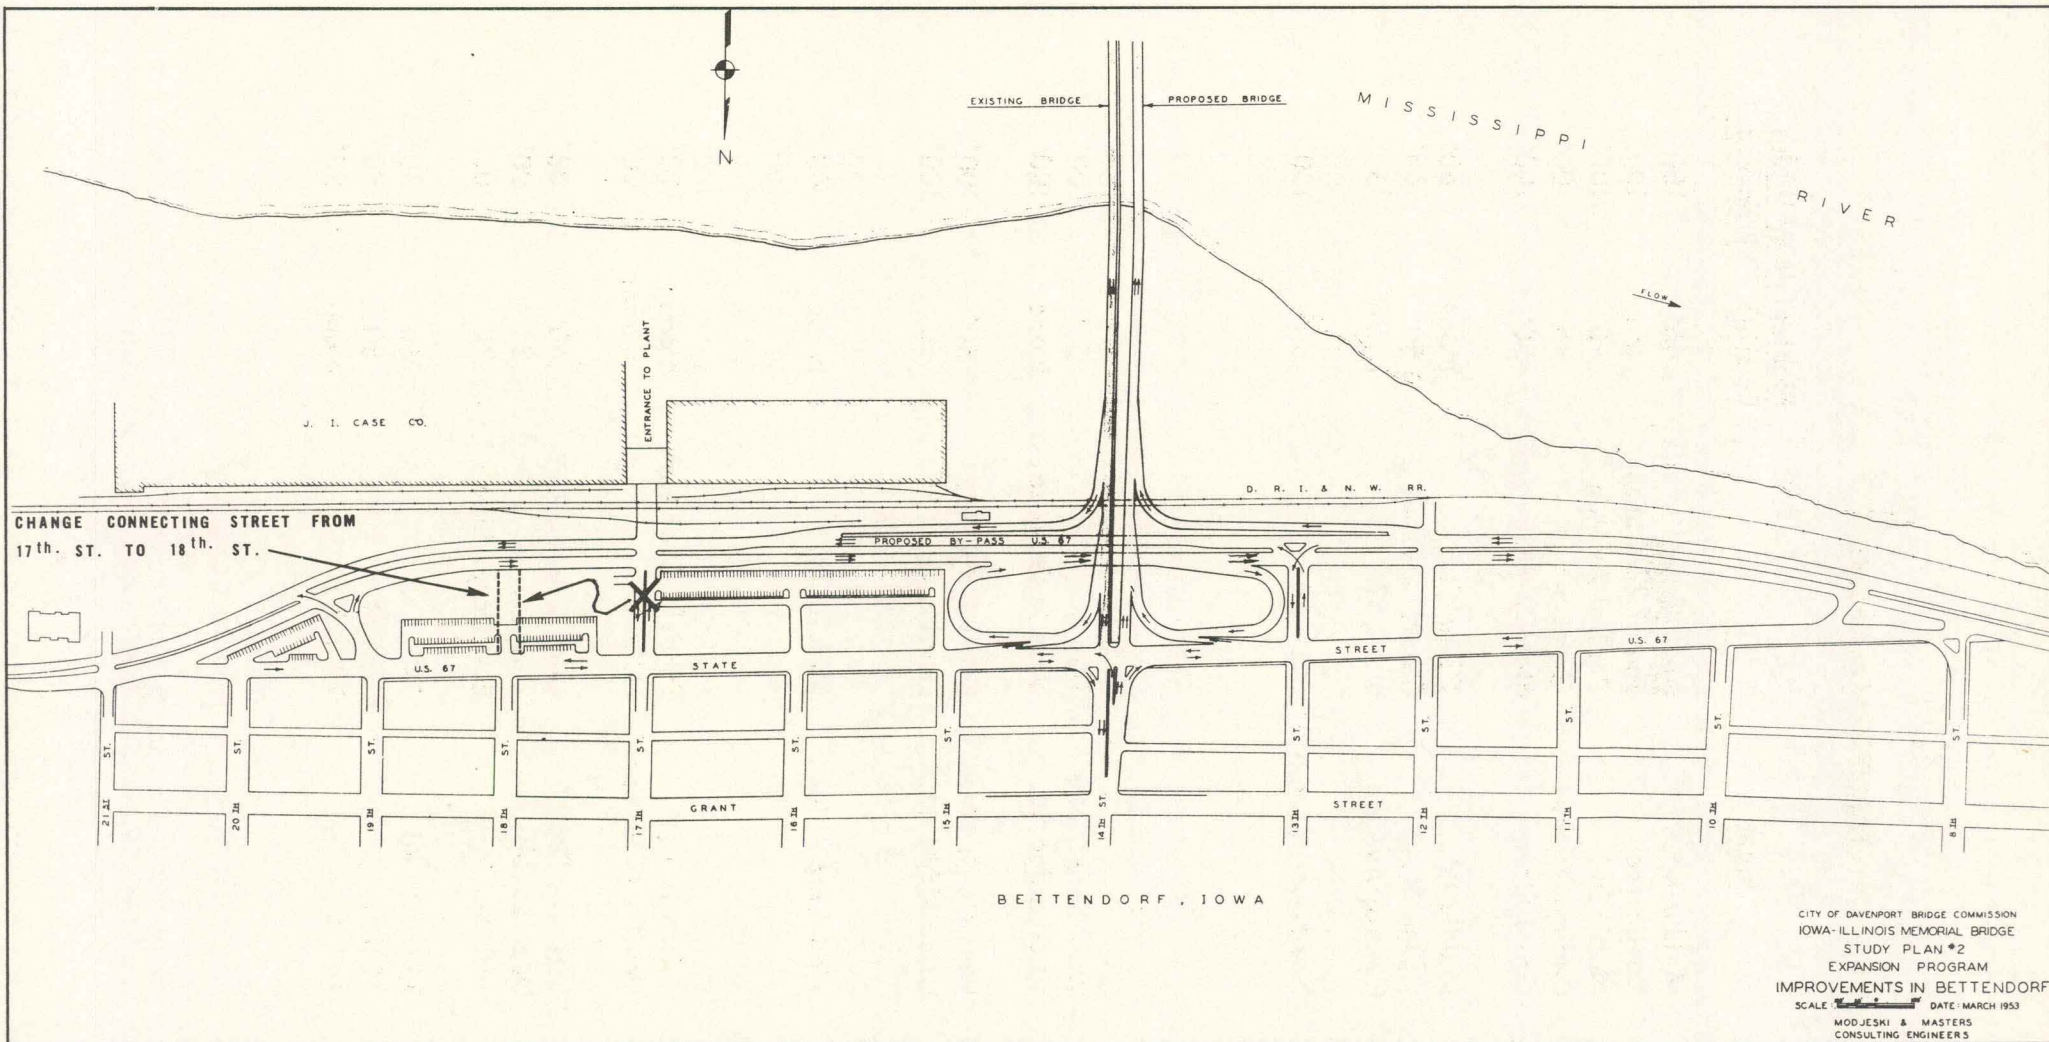 EXISTING BRIDGE
PROPOSED BRIDGE
MISSISSIPPI
RIVER
N
FLOW
ENTRANCE TO PLANT
J. I. CASE CO.
D. R. I. & N. W. RR.
CHANGE CONNECTING STREET FROM
17th. ST. TO 18th. ST.
PROPOSED BY-PASS U.S. 67
U.S. 67
STATE
STREET
U.S. 67
21 ST ST.
20 TH ST.
19 TH ST.
18 TH ST.
17 TH ST.
16 TH ST.
15 TH ST.
14 TH ST
13 TH ST.
12 TH ST.
11 TH ST.
10 TH ST.
8 TH ST.
GRANT
STREET
BETTENDORF, IOWA
CITY OF DAVENPORT BRIDGE COMMISSION
IOWA-ILLINOIS MEMORIAL BRIDGE
STUDY PLAN #2
EXPANSION PROGRAM
IMPROVEMENTS IN BETTENDORF
SCALE: DATE: MARCH 1953
MODJESKI & MASTERS
CONSULTING ENGINEERS